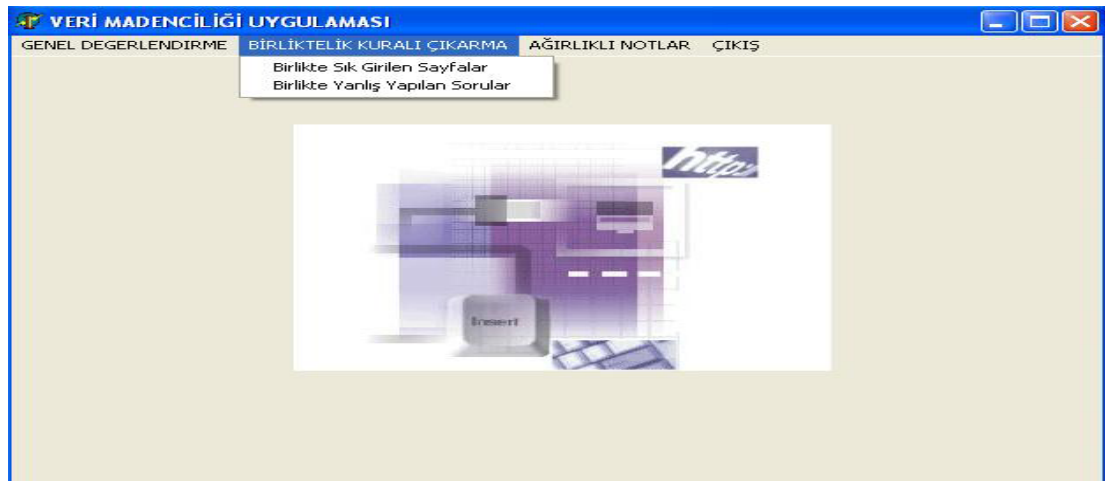 VERİ MADENCİLİĞİ UYGULAMASI
GENEL DEGERLENDIRME BİRLİKTELİK KURALI ÇIKARMA AĞIRLIKLI NOTLAR ÇIKIŞ
Birlikte Sık Girilen Sayfalar
Birlikte Yanlış Yapılan Sorular
http:/
Insert